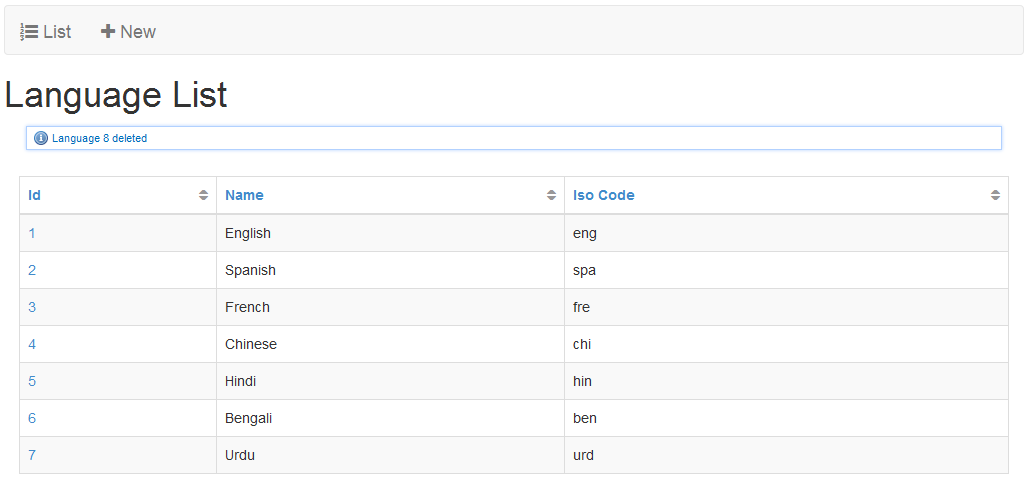 List New
Language List
Language 8 deleted
Id Name Iso Code
1 English eng
2 Spanish spa
3 French fre
4 Chinese chi
5 Hindi hin
6 Bengali ben
7 Urdu urd